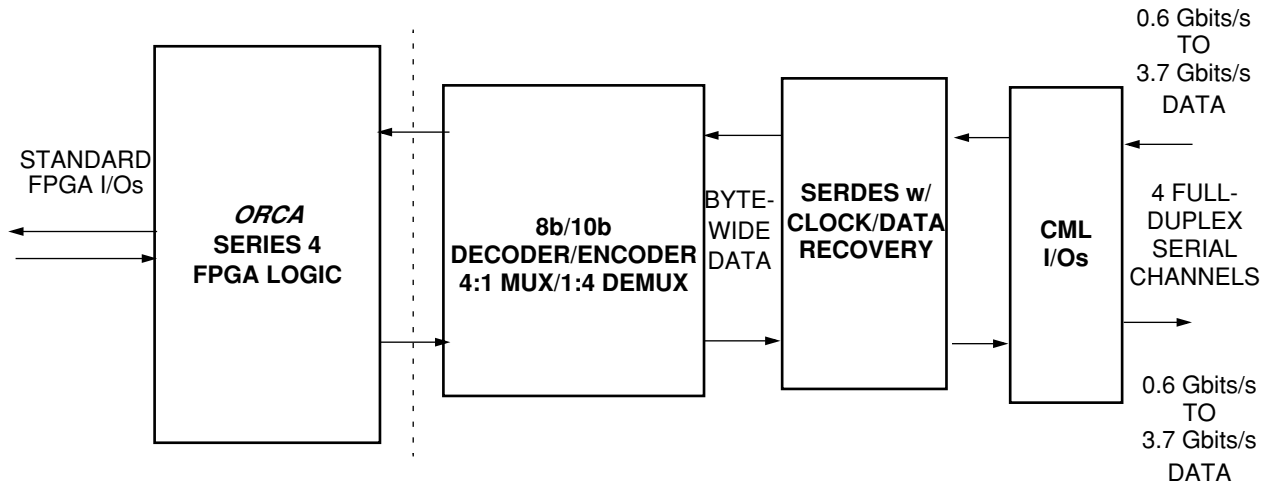 STANDARD
FPGA I/Os
ORCA
SERIES 4
FPGA LOGIC
8b/10b
DECODER/ENCODER
4:1 MUX/1:4 DEMUX
BYTE-
WIDE
DATA
SERDES w/
CLOCK/DATA
RECOVERY
CML
I/Os
0.6 Gbits/s
TO
3.7 Gbits/s
DATA
4 FULL-
DUPLEX
SERIAL
CHANNELS
0.6 Gbits/s
TO
3.7 Gbits/s
DATA